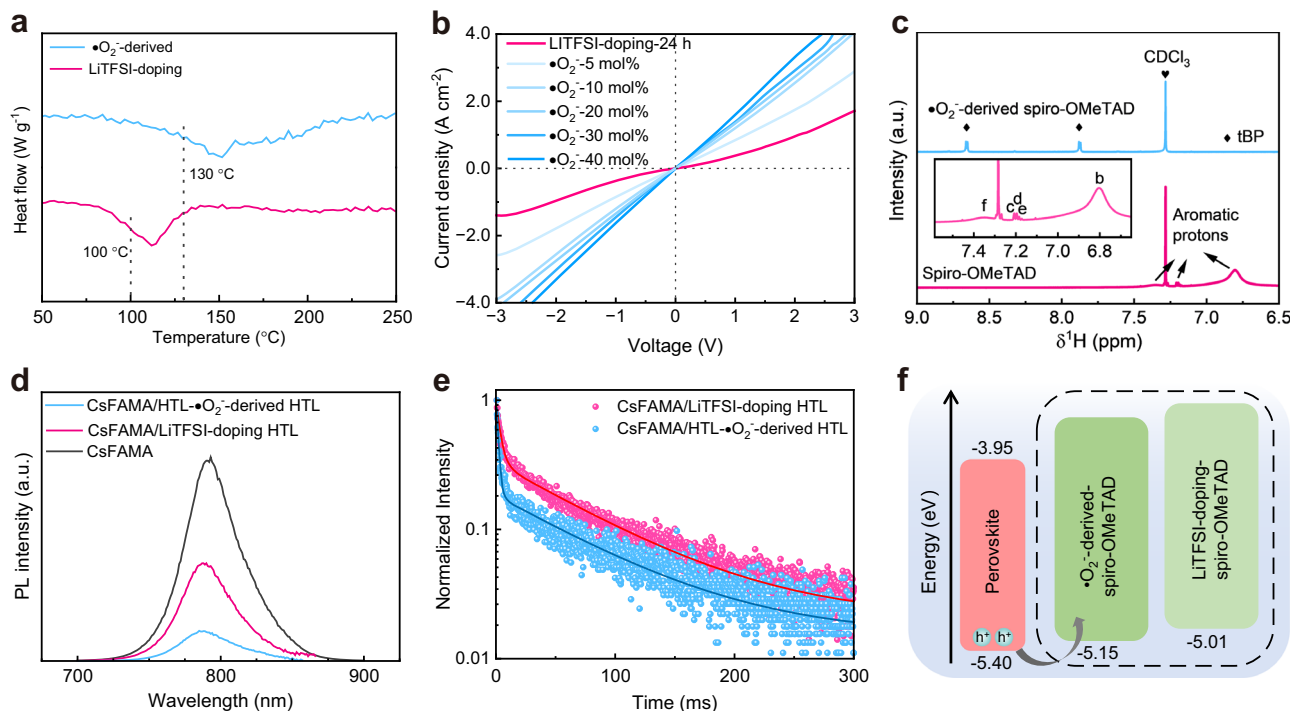 a
•O₂⁻-derived
LiTFSI-doping
Heat flow (W g⁻¹)
130 °C
100 °C
50 100 150 200 250
Temperature (°C)
b
LITFSI-doping-24 h
•O₂⁻-5 mol%
•O₂⁻-10 mol%
•O₂⁻-20 mol%
•O₂⁻-30 mol%
•O₂⁻-40 mol%
Current density (A cm⁻²)
4.0
2.0
0.0
−2.0
−4.0
−3 −2 −1 0 1 2 3
Voltage (V)
c
CDCl₃
♥
•O₂⁻-derived spiro-OMeTAD
♦ ♦ ♦ tBP
Intensity (a.u.)
f c d e b
7.4 7.2 7.0 6.8
Aromatic
protons
Spiro-OMeTAD
9.0 8.5 8.0 7.5 7.0 6.5
δ¹H (ppm)
d
CsFAMA/HTL-•O₂⁻-derived HTL
CsFAMA/LiTFSI-doping HTL
CsFAMA
PL intensity (a.u.)
700 800 900
Wavelength (nm)
e
CsFAMA/LiTFSI-doping HTL
CsFAMA/HTL-•O₂⁻-derived HTL
Normalized Intensity
1
0.1
0.01
0 100 200 300
Time (ms)
f
Energy (eV)
-3.95
Perovskite
h⁺ h⁺
-5.40
•O₂⁻-derived-
spiro-OMeTAD
-5.15
LiTFSI-doping-
spiro-OMeTAD
-5.01